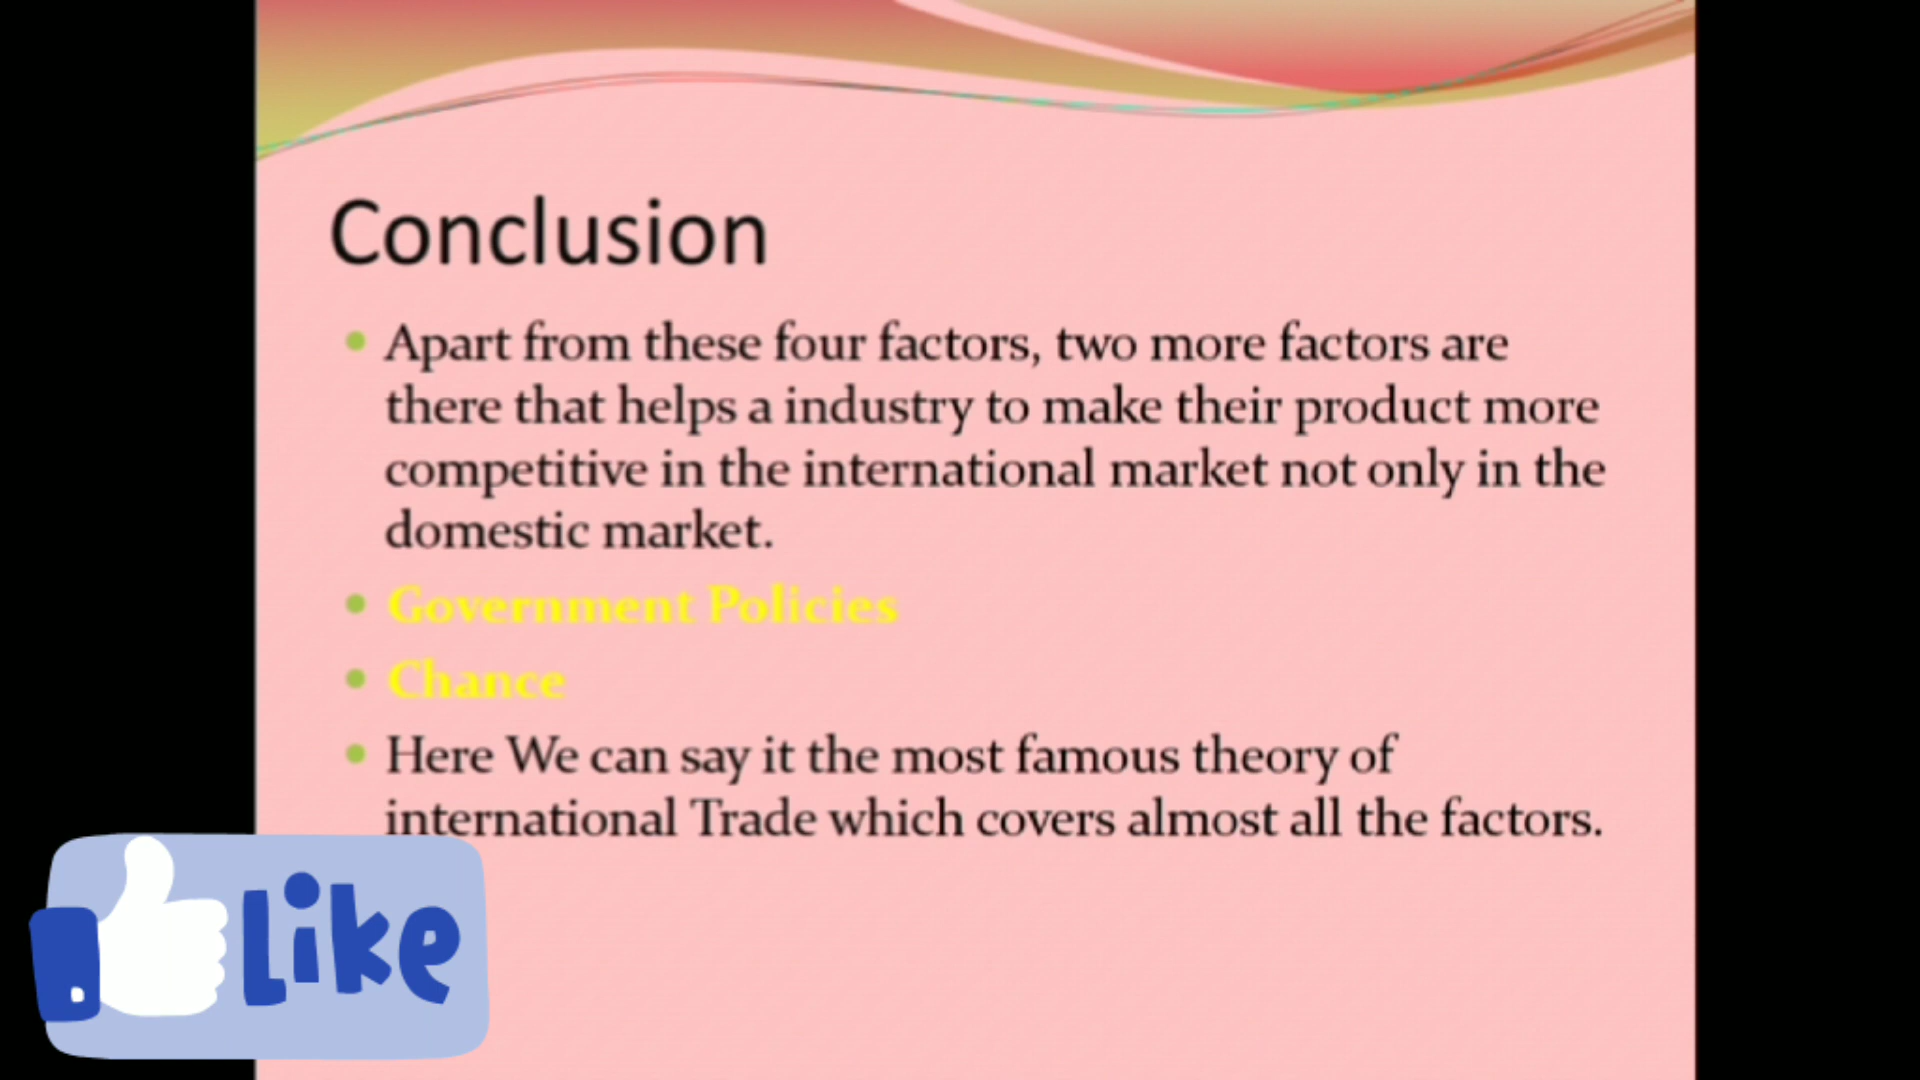 Conclusion
Apart from these four factors, two more factors are
there that helps a industry to make their product more
competitive in the international market not only in the
domestic market.
Government Policies
Chance
Here We can say it the most famous theory of
international Trade which covers almost all the factors.
Like